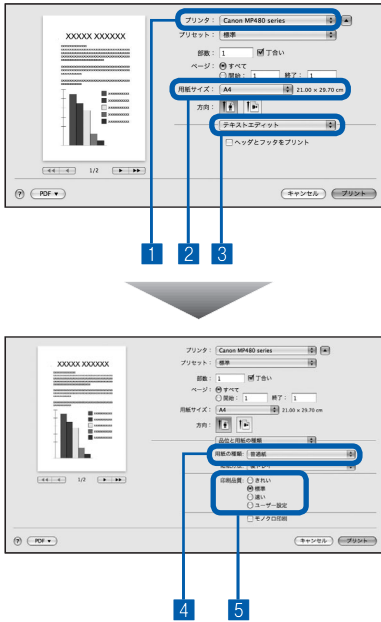 プリンタ： Canon MP480 series
プリセット： 標準
XXXXX XXXXXX
部数： 1 丁合い
ページ： すべて
開始： 1 終了： 1
用紙サイズ： A4 21.00 x 29.70 cm
方向：
テキストエディット
ヘッダとフッタをプリント
1/2
? PDF キャンセル プリント
1 2 3
プリンタ： Canon MP480 series
プリセット： 標準
XXXXX XXXXXX
部数： 1 丁合い
ページ： すべて
開始： 1 終了： 1
用紙サイズ： A4 21.00 x 29.70 cm
方向：
品位と用紙の種類
用紙の種類： 普通紙
1/2
印刷品質： きれい
標準
速い
ユーザー設定
モノクロ印刷
? PDF キャンセル プリント
4 5